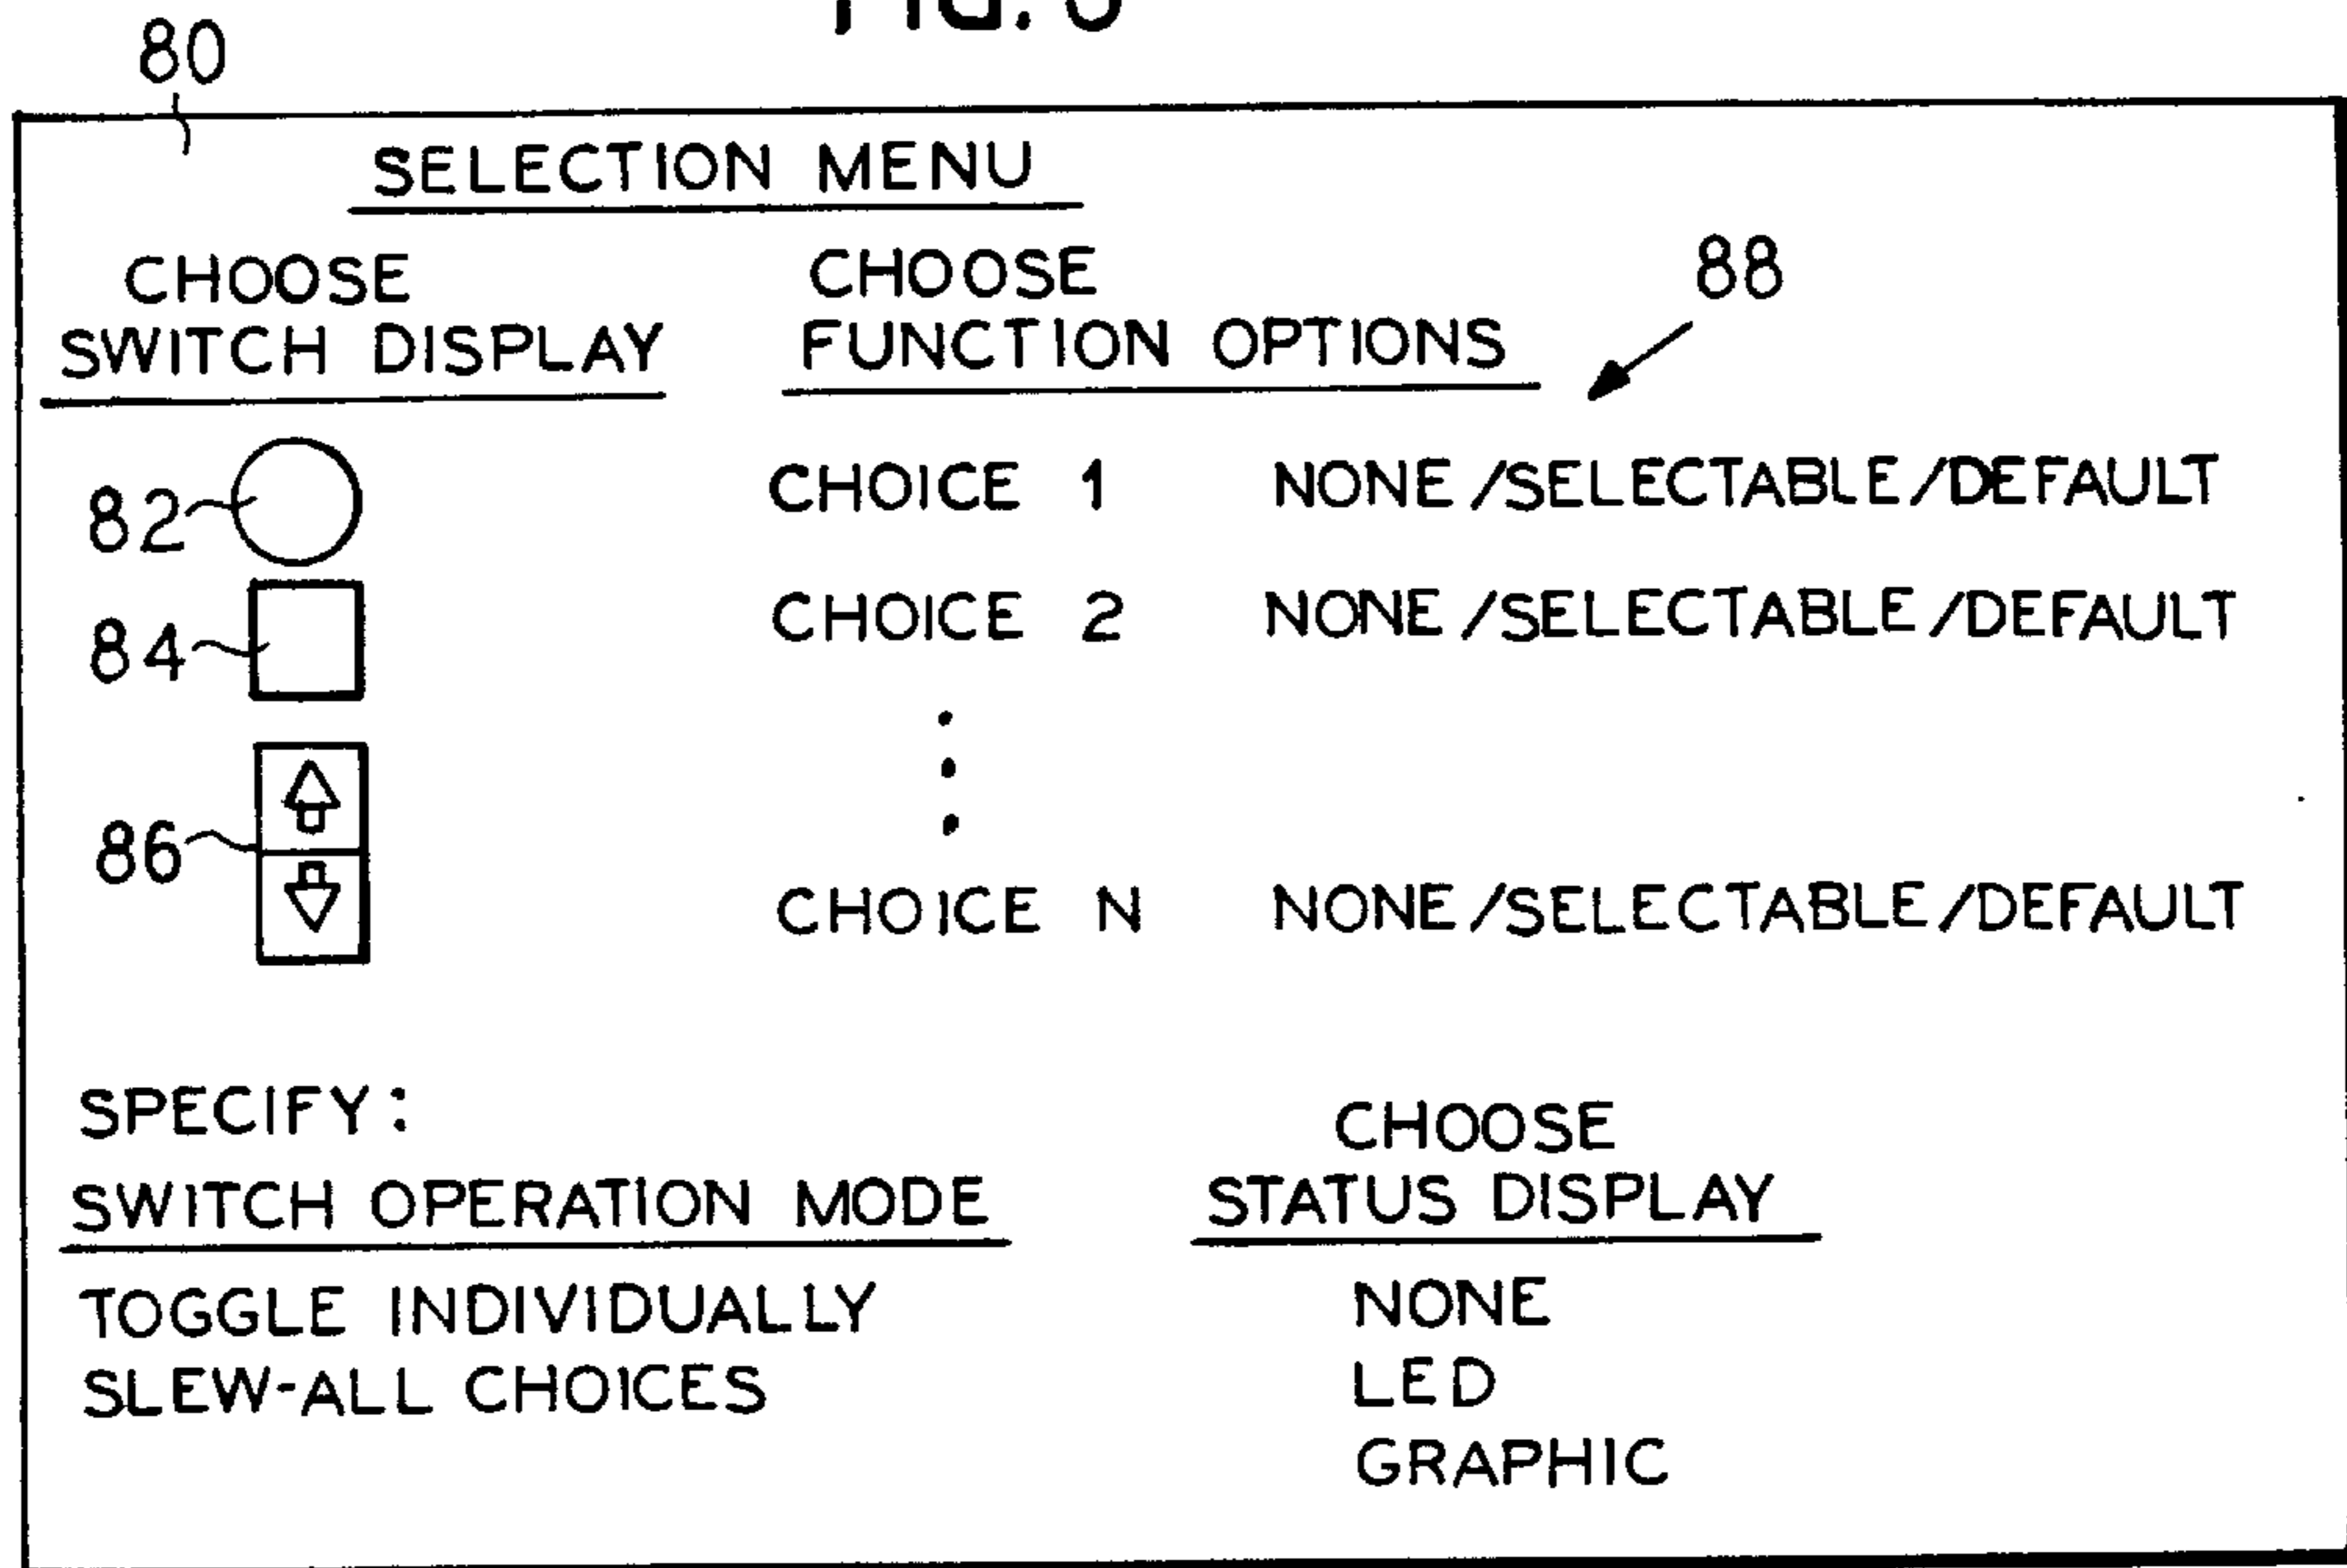 80
SELECTION MENU
CHOOSE
SWITCH DISPLAY
CHOOSE
FUNCTION OPTIONS
88
82
CHOICE 1 NONE/SELECTABLE/DEFAULT
84
CHOICE 2 NONE/SELECTABLE/DEFAULT
86
CHOICE N NONE/SELECTABLE/DEFAULT
SPECIFY:
SWITCH OPERATION MODE
TOGGLE INDIVIDUALLY
SLEW-ALL CHOICES
CHOOSE
STATUS DISPLAY
NONE
LED
GRAPHIC